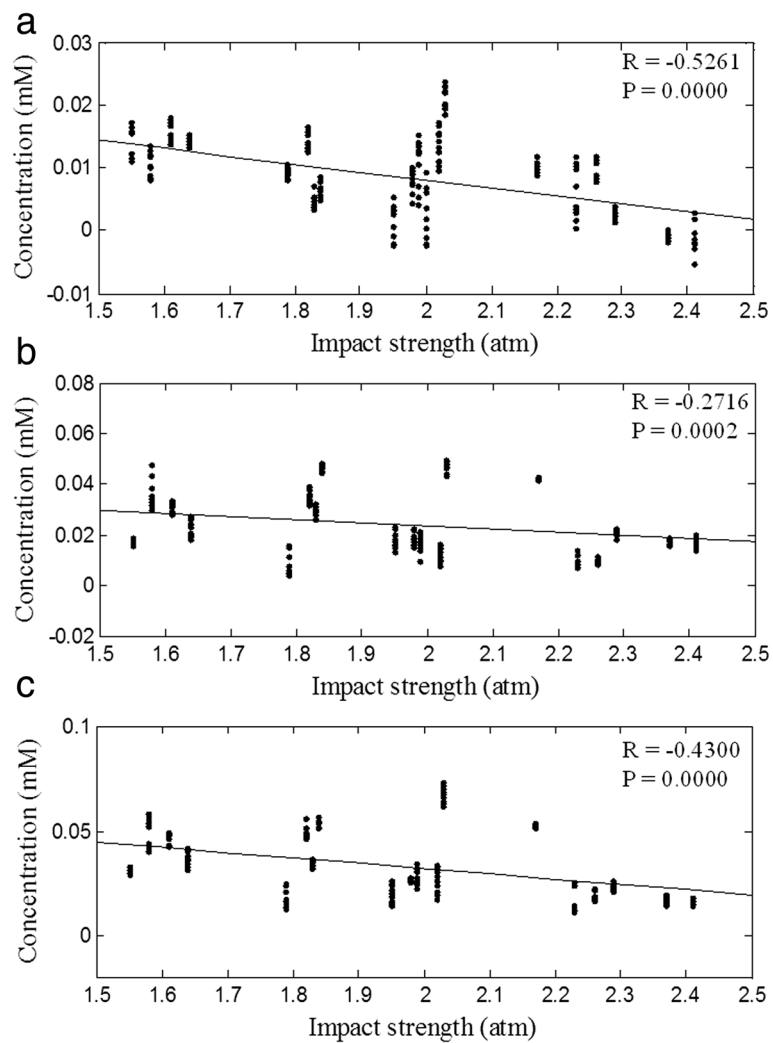 a
0.03
0.02
0.01
0
-0.01
Concentration (mM)
R = -0.5261
P = 0.0000
1.5 1.6 1.7 1.8 1.9 2 2.1 2.2 2.3 2.4 2.5
Impact strength (atm)
b
0.08
0.06
0.04
0.02
0
-0.02
Concentration (mM)
R = -0.2716
P = 0.0002
1.5 1.6 1.7 1.8 1.9 2 2.1 2.2 2.3 2.4 2.5
Impact strength (atm)
c
0.1
0.05
0
Concentration (mM)
R = -0.4300
P = 0.0000
1.5 1.6 1.7 1.8 1.9 2 2.1 2.2 2.3 2.4 2.5
Impact strength (atm)